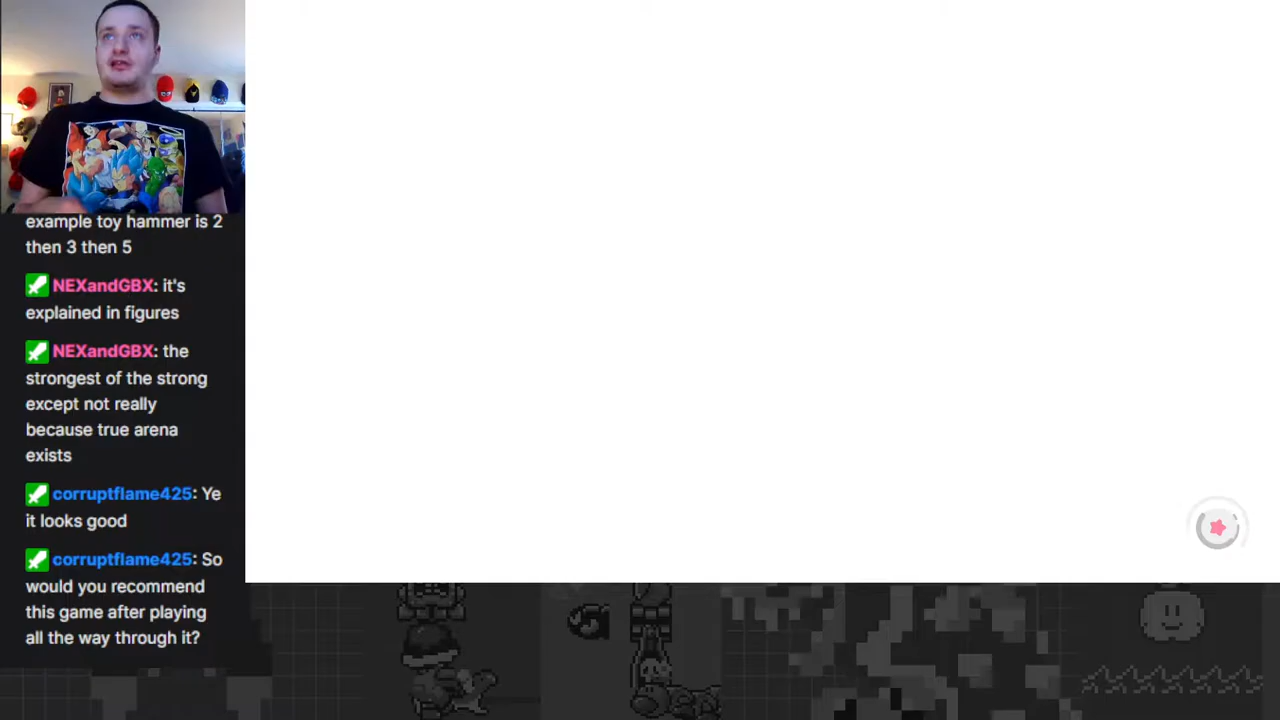 example toy hammer is 2
then 3 then 5
NEXandGBX: it's
explained in figures
NEXandGBX: the
strongest of the strong
except not really
because true arena
exists
corruptflame425: Ye
it looks good
corruptflame425: So
would you recommend
this game after playing
all the way through it?